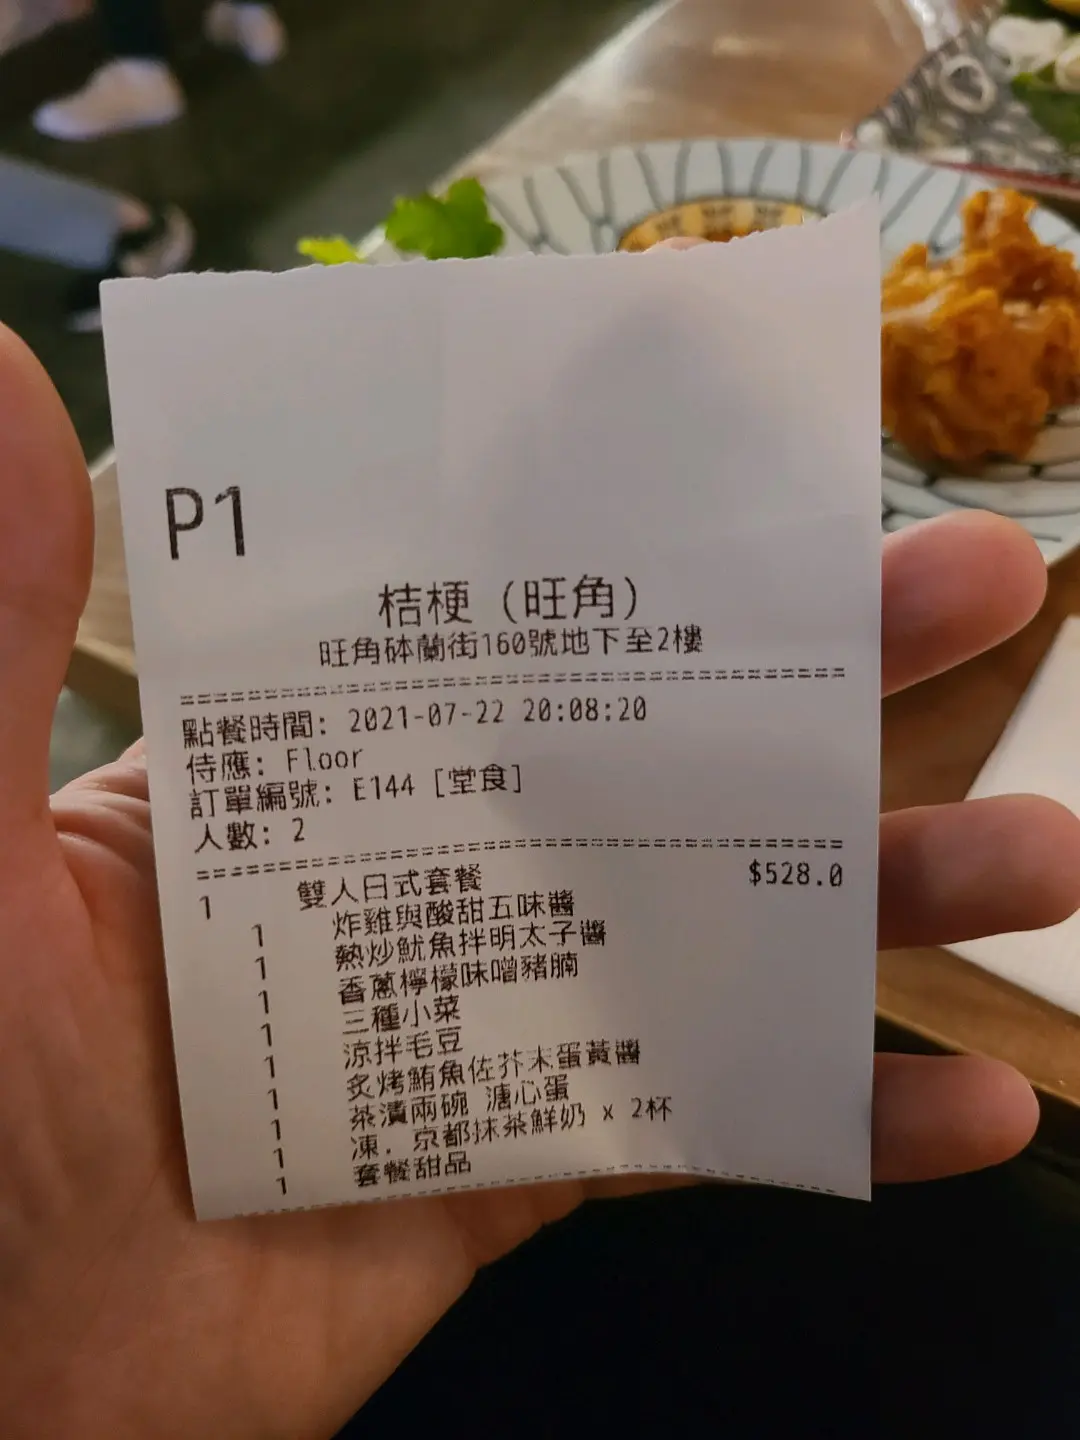 P1
桔梗（旺角）
旺角砵蘭街160號地下至2樓
點餐時間: 2021-07-22 20:08:20
侍應: Floor
訂單編號: E144 [堂食]
人數: 2
1 雙人日式套餐 $528.0
1 炸雞與酸甜五味醬
1 熱炒魷魚拌明太子醬
1 香蔥檸檬味噌豬腩
1 三種小菜
1 涼拌毛豆
1 炙烤鮪魚佐芥末蛋黃醬
1 茶漬兩碗 溏心蛋
1 凍. 京都抹茶鮮奶 x 2杯
1 套餐甜品